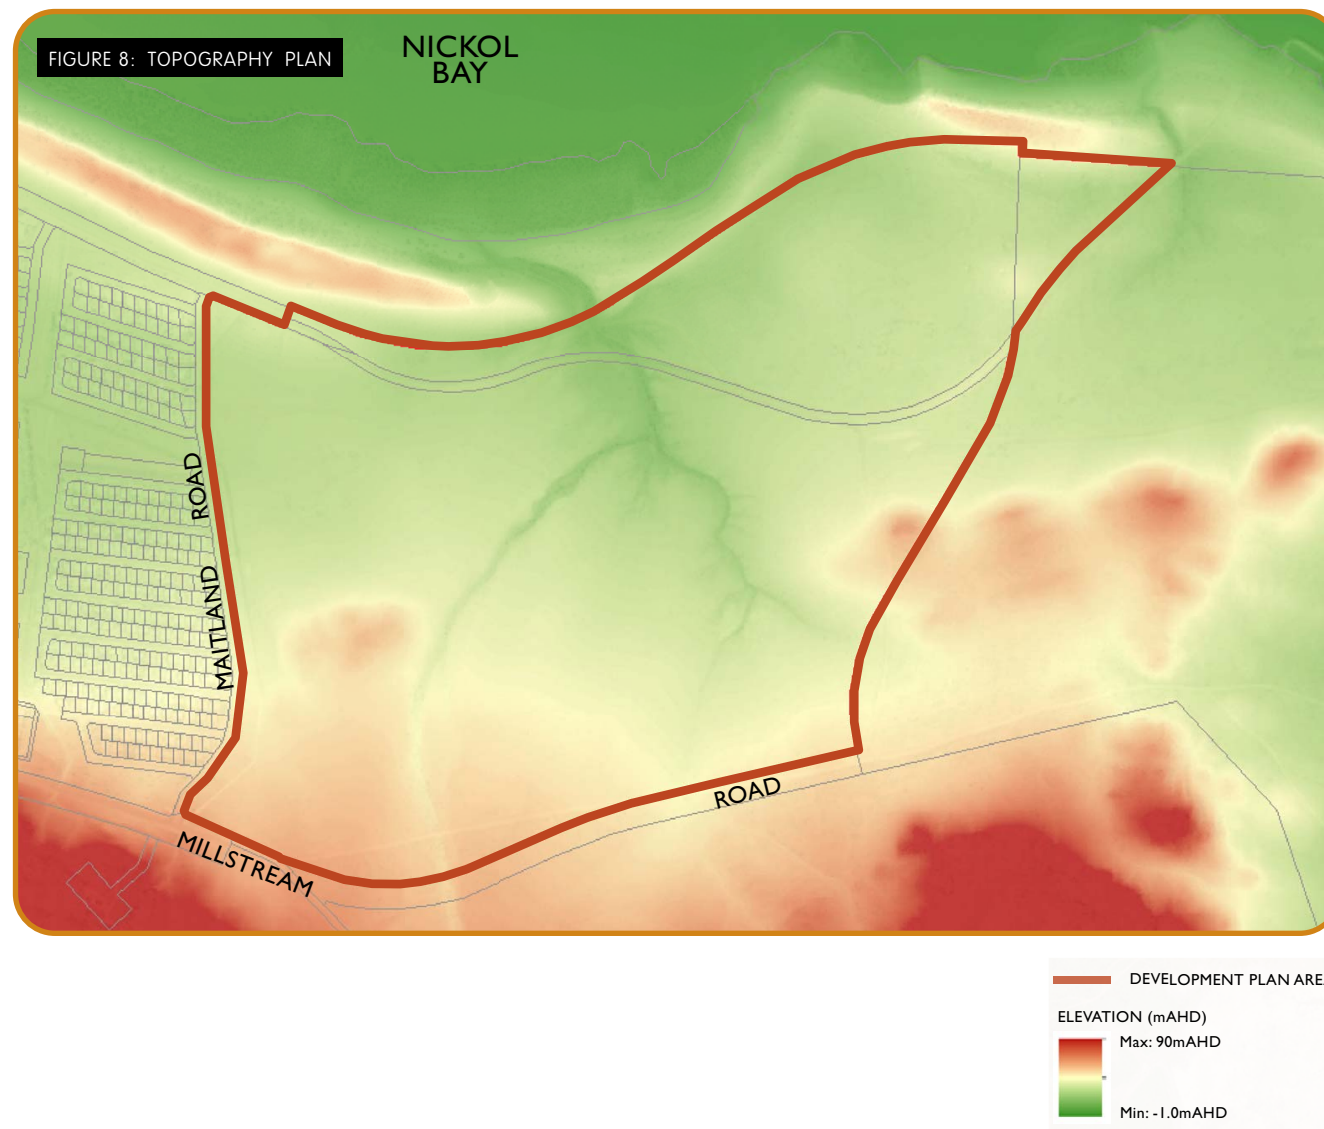 FIGURE 8: TOPOGRAPHY PLAN
NICKOL
BAY
MAITLAND ROAD
MILLSTREAM ROAD
DEVELOPMENT PLAN ARE
ELEVATION (mAHD)
Max: 90mAHD
Min: -1.0mAHD